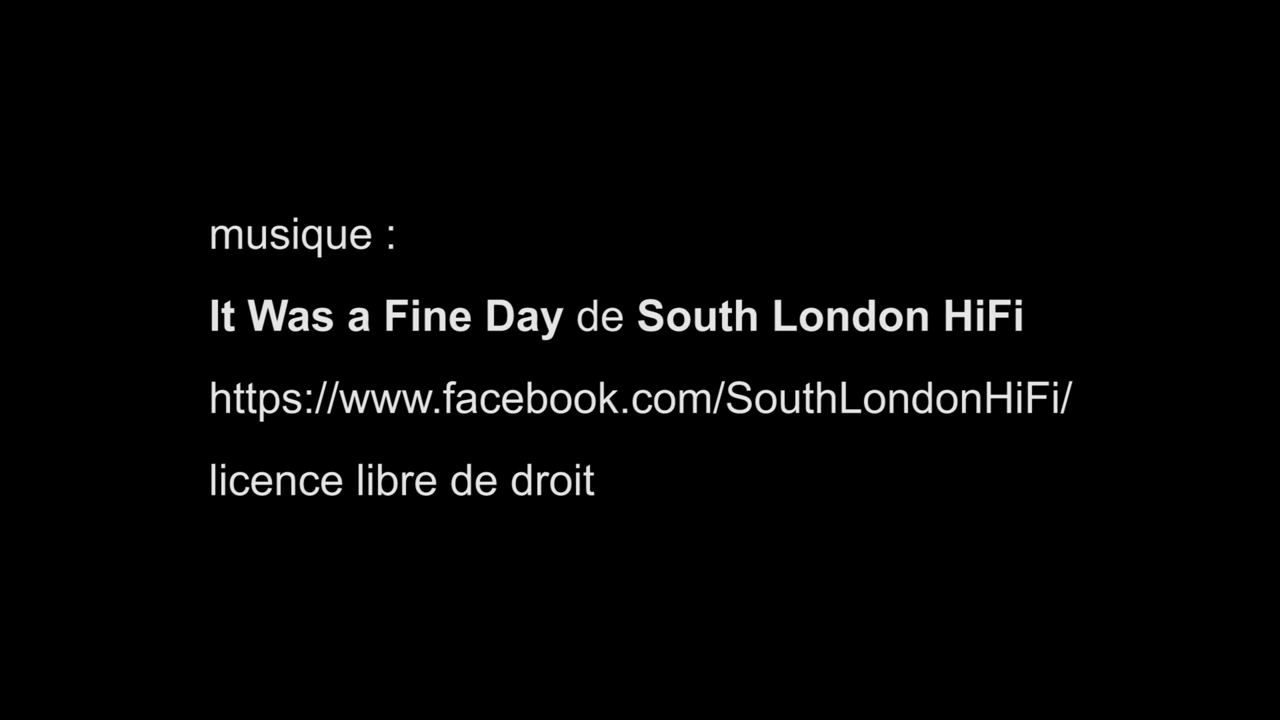 musique :
It Was a Fine Day de South London HiFi
https://www.facebook.com/SouthLondonHiFi/
licence libre de droit